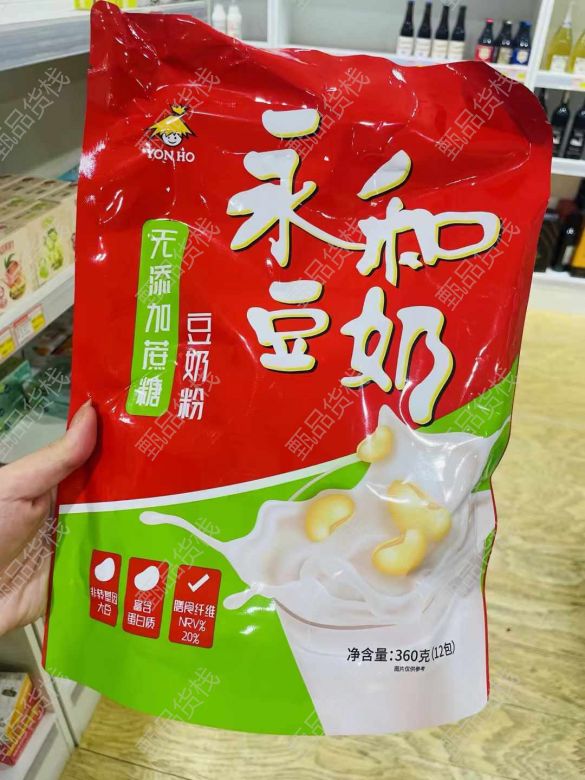 YON HO
永和
豆奶
无添加蔗糖
豆奶粉
非转基因
大豆
富含
蛋白质
膳食纤维
NRV%
20%
净含量：360克(12包)
图片仅供参考
甄品货栈